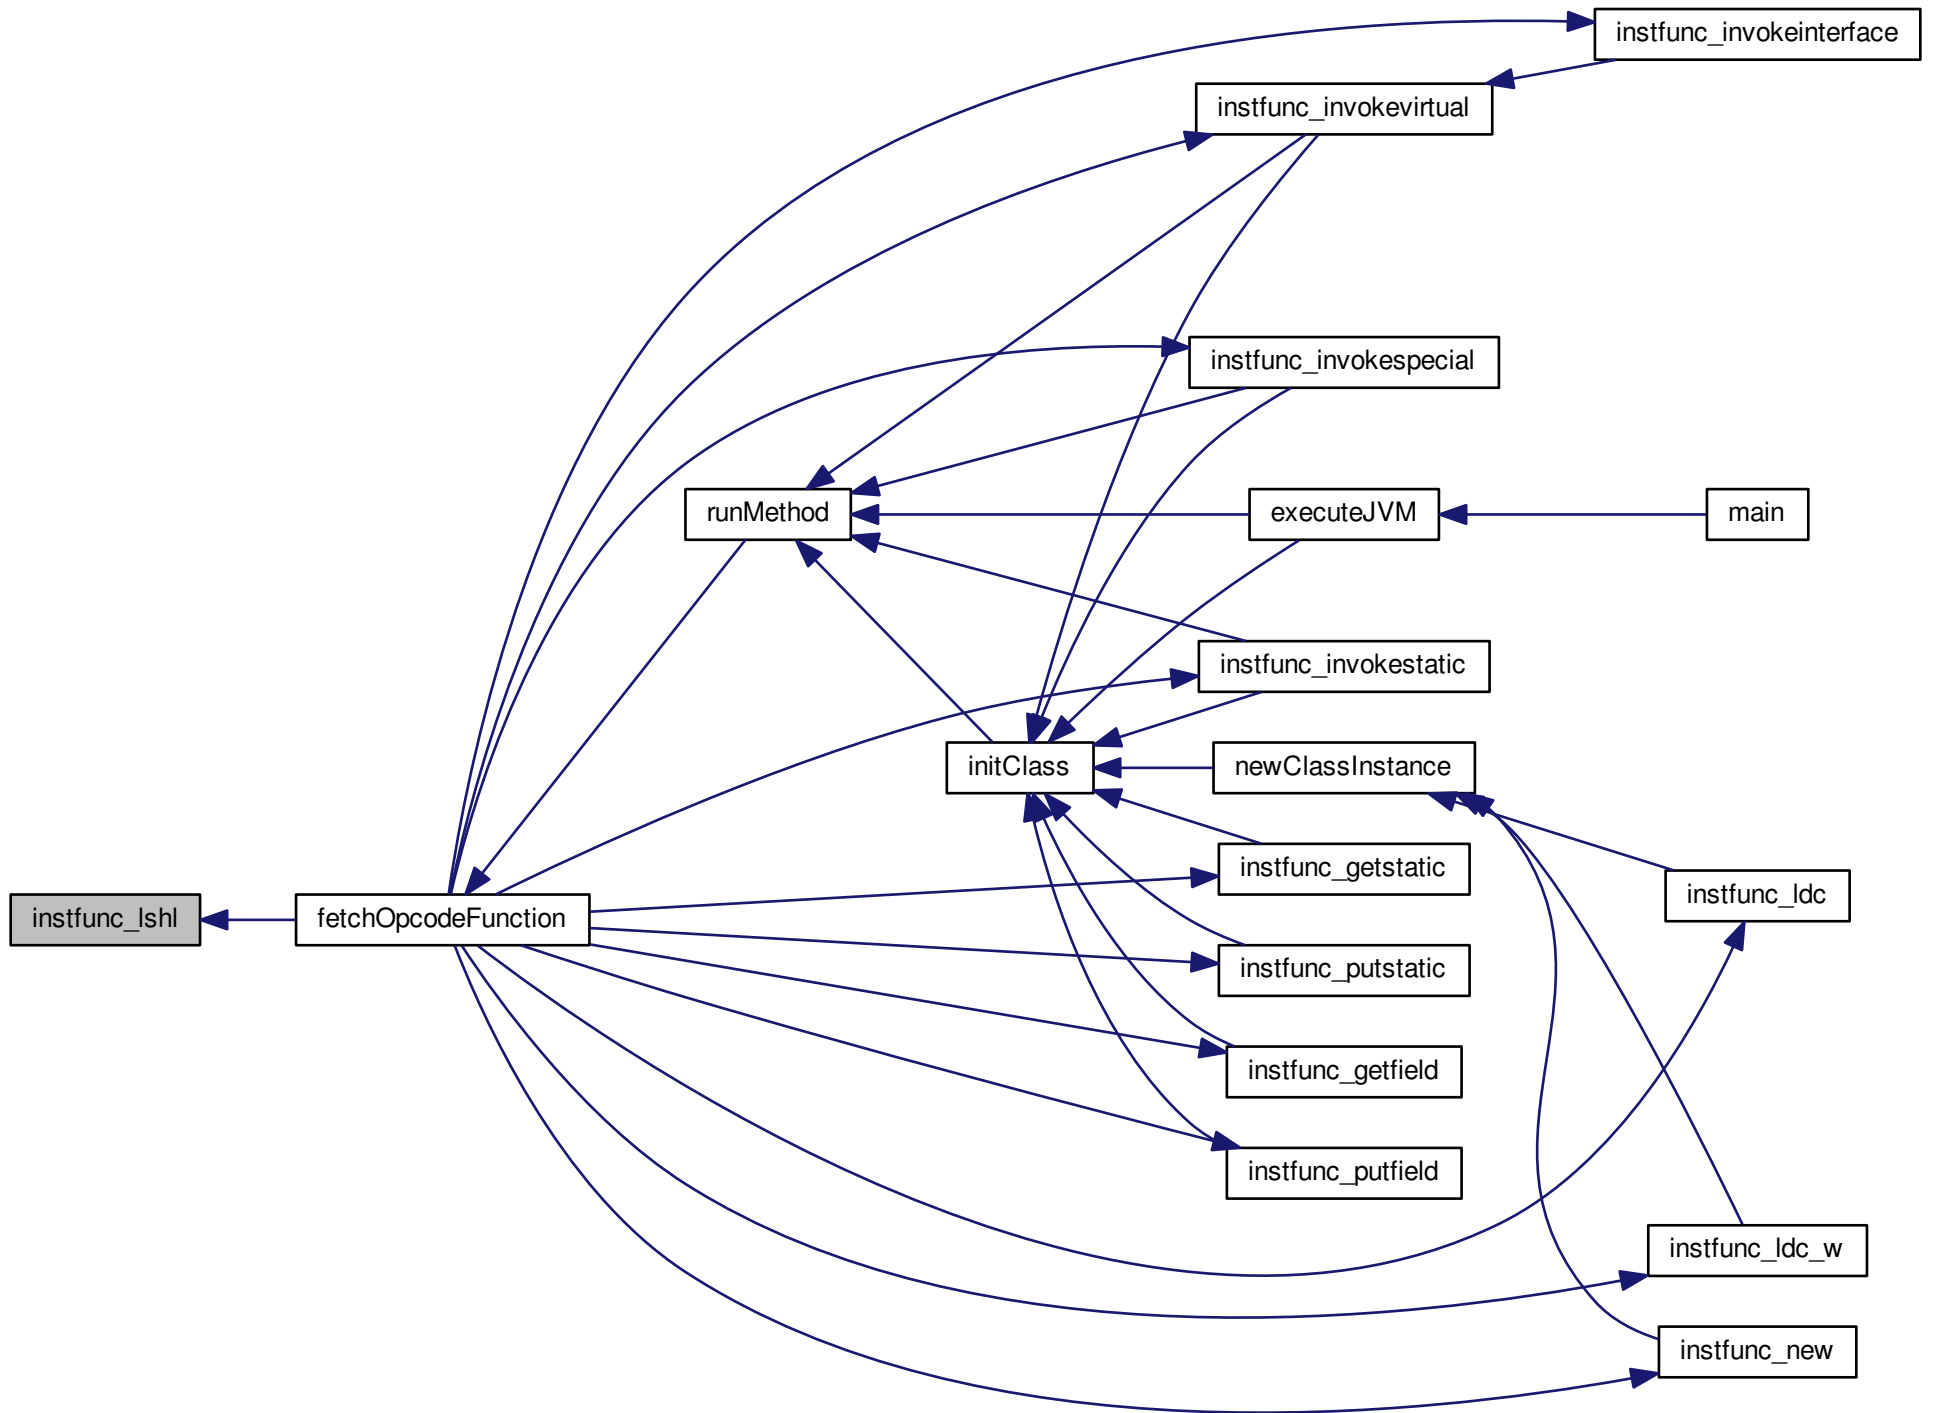 instfunc_invokeinterface
instfunc_invokevirtual
instfunc_invokespecial
runMethod
executeJVM
main
instfunc_invokestatic
initClass
newClassInstance
instfunc_getstatic
instfunc_ldc
instfunc_lshl
fetchOpcodeFunction
instfunc_putstatic
instfunc_getfield
instfunc_putfield
instfunc_ldc_w
instfunc_new